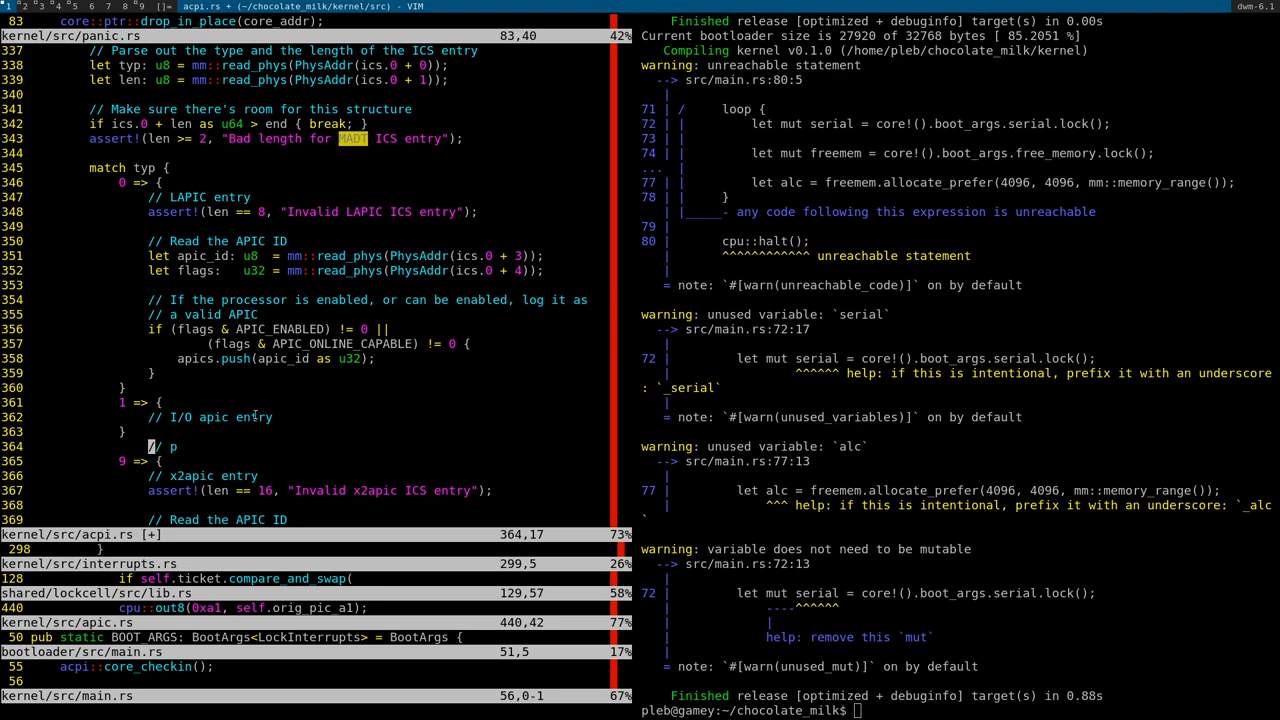 1 2 3 4 5 6 7 8 9 []= acpi.rs + (~/chocolate_milk/kernel/src) - VIM dwm-6.1
83 core::ptr::drop_in_place(core_addr);
kernel/src/panic.rs 83,40 42%
337 // Parse out the type and the length of the ICS entry
338 let typ: u8 = mm::read_phys(PhysAddr(ics.0 + 0));
339 let len: u8 = mm::read_phys(PhysAddr(ics.0 + 1));
340
341 // Make sure there's room for this structure
342 if ics.0 + len as u64 > end { break; }
343 assert!(len >= 2, "Bad length for MADT ICS entry");
344
345 match typ {
346 0 => {
347 // LAPIC entry
348 assert!(len == 8, "Invalid LAPIC ICS entry");
349
350 // Read the APIC ID
351 let apic_id: u8 = mm::read_phys(PhysAddr(ics.0 + 3));
352 let flags: u32 = mm::read_phys(PhysAddr(ics.0 + 4));
353
354 // If the processor is enabled, or can be enabled, log it as
355 // a valid APIC
356 if (flags & APIC_ENABLED) != 0 ||
357 (flags & APIC_ONLINE_CAPABLE) != 0 {
358 apics.push(apic_id as u32);
359 }
360 }
361 1 => {
362 // I/O apic entry
363 }
364 // p
365 9 => {
366 // x2apic entry
367 assert!(len == 16, "Invalid x2apic ICS entry");
368
369 // Read the APIC ID
kernel/src/acpi.rs [+] 364,17 73%
298 }
kernel/src/interrupts.rs 299,5 26%
128 if self.ticket.compare_and_swap(
shared/lockcell/src/lib.rs 129,57 58%
440 cpu::out8(0xa1, self.orig_pic_a1);
kernel/src/apic.rs 440,42 77%
50 pub static BOOT_ARGS: BootArgs<LockInterrupts> = BootArgs {
bootloader/src/main.rs 51,5 17%
55 acpi::core_checkin();
56
kernel/src/main.rs 56,0-1 67%
Finished release [optimized + debuginfo] target(s) in 0.00s
Current bootloader size is 27920 of 32768 bytes [ 85.2051 %]
Compiling kernel v0.1.0 (/home/pleb/chocolate_milk/kernel)
warning: unreachable statement
--> src/main.rs:80:5
|
71 | / loop {
72 | | let mut serial = core!().boot_args.serial.lock();
73 | |
74 | | let mut freemem = core!().boot_args.free_memory.lock();
... | |
77 | | let alc = freemem.allocate_prefer(4096, 4096, mm::memory_range());
78 | | }
| |_____- any code following this expression is unreachable
79 |
80 | cpu::halt();
| ^^^^^^^^^^^^ unreachable statement
|
= note: `#[warn(unreachable_code)]` on by default
warning: unused variable: `serial`
--> src/main.rs:72:17
|
72 | let mut serial = core!().boot_args.serial.lock();
| ^^^^^^ help: if this is intentional, prefix it with an underscore
: `_serial`
|
= note: `#[warn(unused_variables)]` on by default
warning: unused variable: `alc`
--> src/main.rs:77:13
|
77 | let alc = freemem.allocate_prefer(4096, 4096, mm::memory_range());
| ^^^ help: if this is intentional, prefix it with an underscore: `_alc
`
warning: variable does not need to be mutable
--> src/main.rs:72:13
|
72 | let mut serial = core!().boot_args.serial.lock();
| ----^^^^^^
| |
| help: remove this `mut`
|
= note: `#[warn(unused_mut)]` on by default
Finished release [optimized + debuginfo] target(s) in 0.88s
pleb@gamey:~/chocolate_milk$